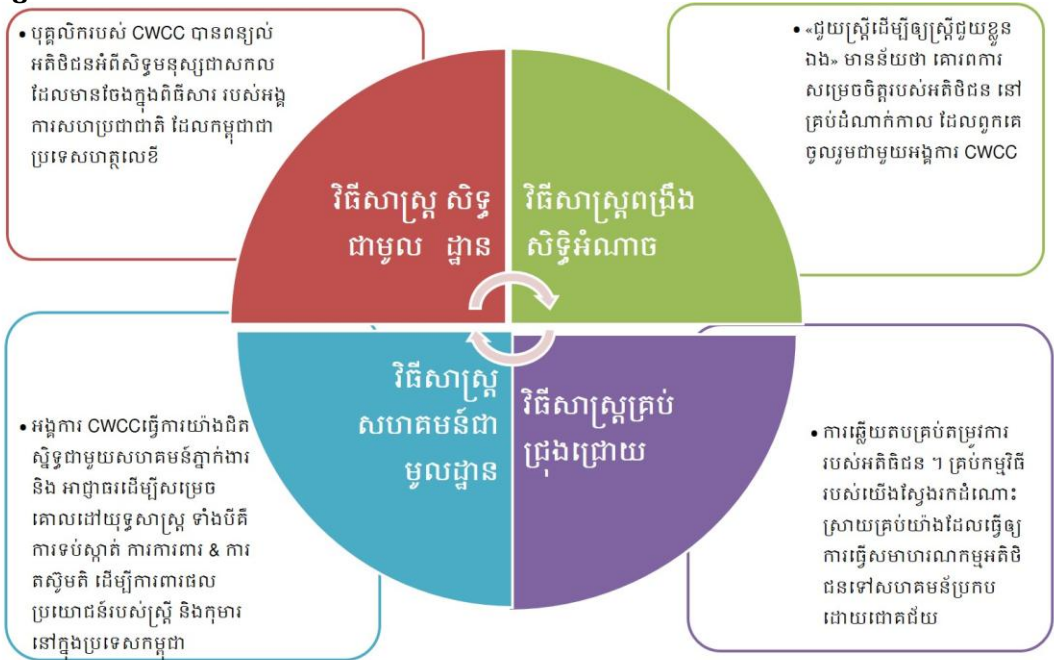 • បុគ្គលិករបស់ CWCC បានពន្យល់
អតិថិជនអំពីសិទ្ធមនុស្សជាសកល
ដែលមានចែងក្នុងពិធីសារ របស់អង្គ
ការសហប្រជាជាតិ ដែលកម្ពុជាជា
ប្រទេសហត្ថលេខី
• «ជួយស្ត្រីដើម្បីឲ្យស្ត្រីជួយខ្លួន
ឯង» មានន័យថា គោរពការ
សម្រេចចិត្តរបស់អតិថិជន នៅ
គ្រប់ដំណាក់កាល ដែលពួកគេ
ចូលរួមជាមួយអង្គការ CWCC
វិធីសាស្ត្រ សិទ្ធ
ជាមូល ដ្ឋាន
វិធីសាស្ត្រពង្រឹង
សិទ្ធិអំណាច
វិធីសាស្ត្រ
សហគមន៍ជា
មូលដ្ឋាន
វិធីសាស្ត្រគ្រប់
ជ្រុងជ្រោយ
• អង្គការ CWCCធ្វើការយ៉ាងជិត
ស្និទ្ធជាមួយសហគមន៍ភ្នាក់ងារ
និង អាជ្ញាធរដើម្បីសម្រេច
គោលដៅយុទ្ធសាស្ត្រ ទាំងបីគឺ
ការទប់ស្កាត់ ការការពារ & ការ
តស៊ូមតិ ដើម្បីការពារផល
ប្រយោជន៍របស់ស្ត្រី និងកុមារ
នៅក្នុងប្រទេសកម្ពុជា
• ការឆ្លើយតបគ្រប់តម្រូវការ
របស់អតិធិជន ។ គ្រប់កម្មវិធី
របស់យើងស្វែងរកដំណោះ
ស្រាយគ្រប់យ៉ាងដែលធ្វើឲ្យ
ការធ្វើសមាហារណកម្មអតិថិ
ជនទៅសហគមន៍ប្រកប
ដោយជោគជ័យ